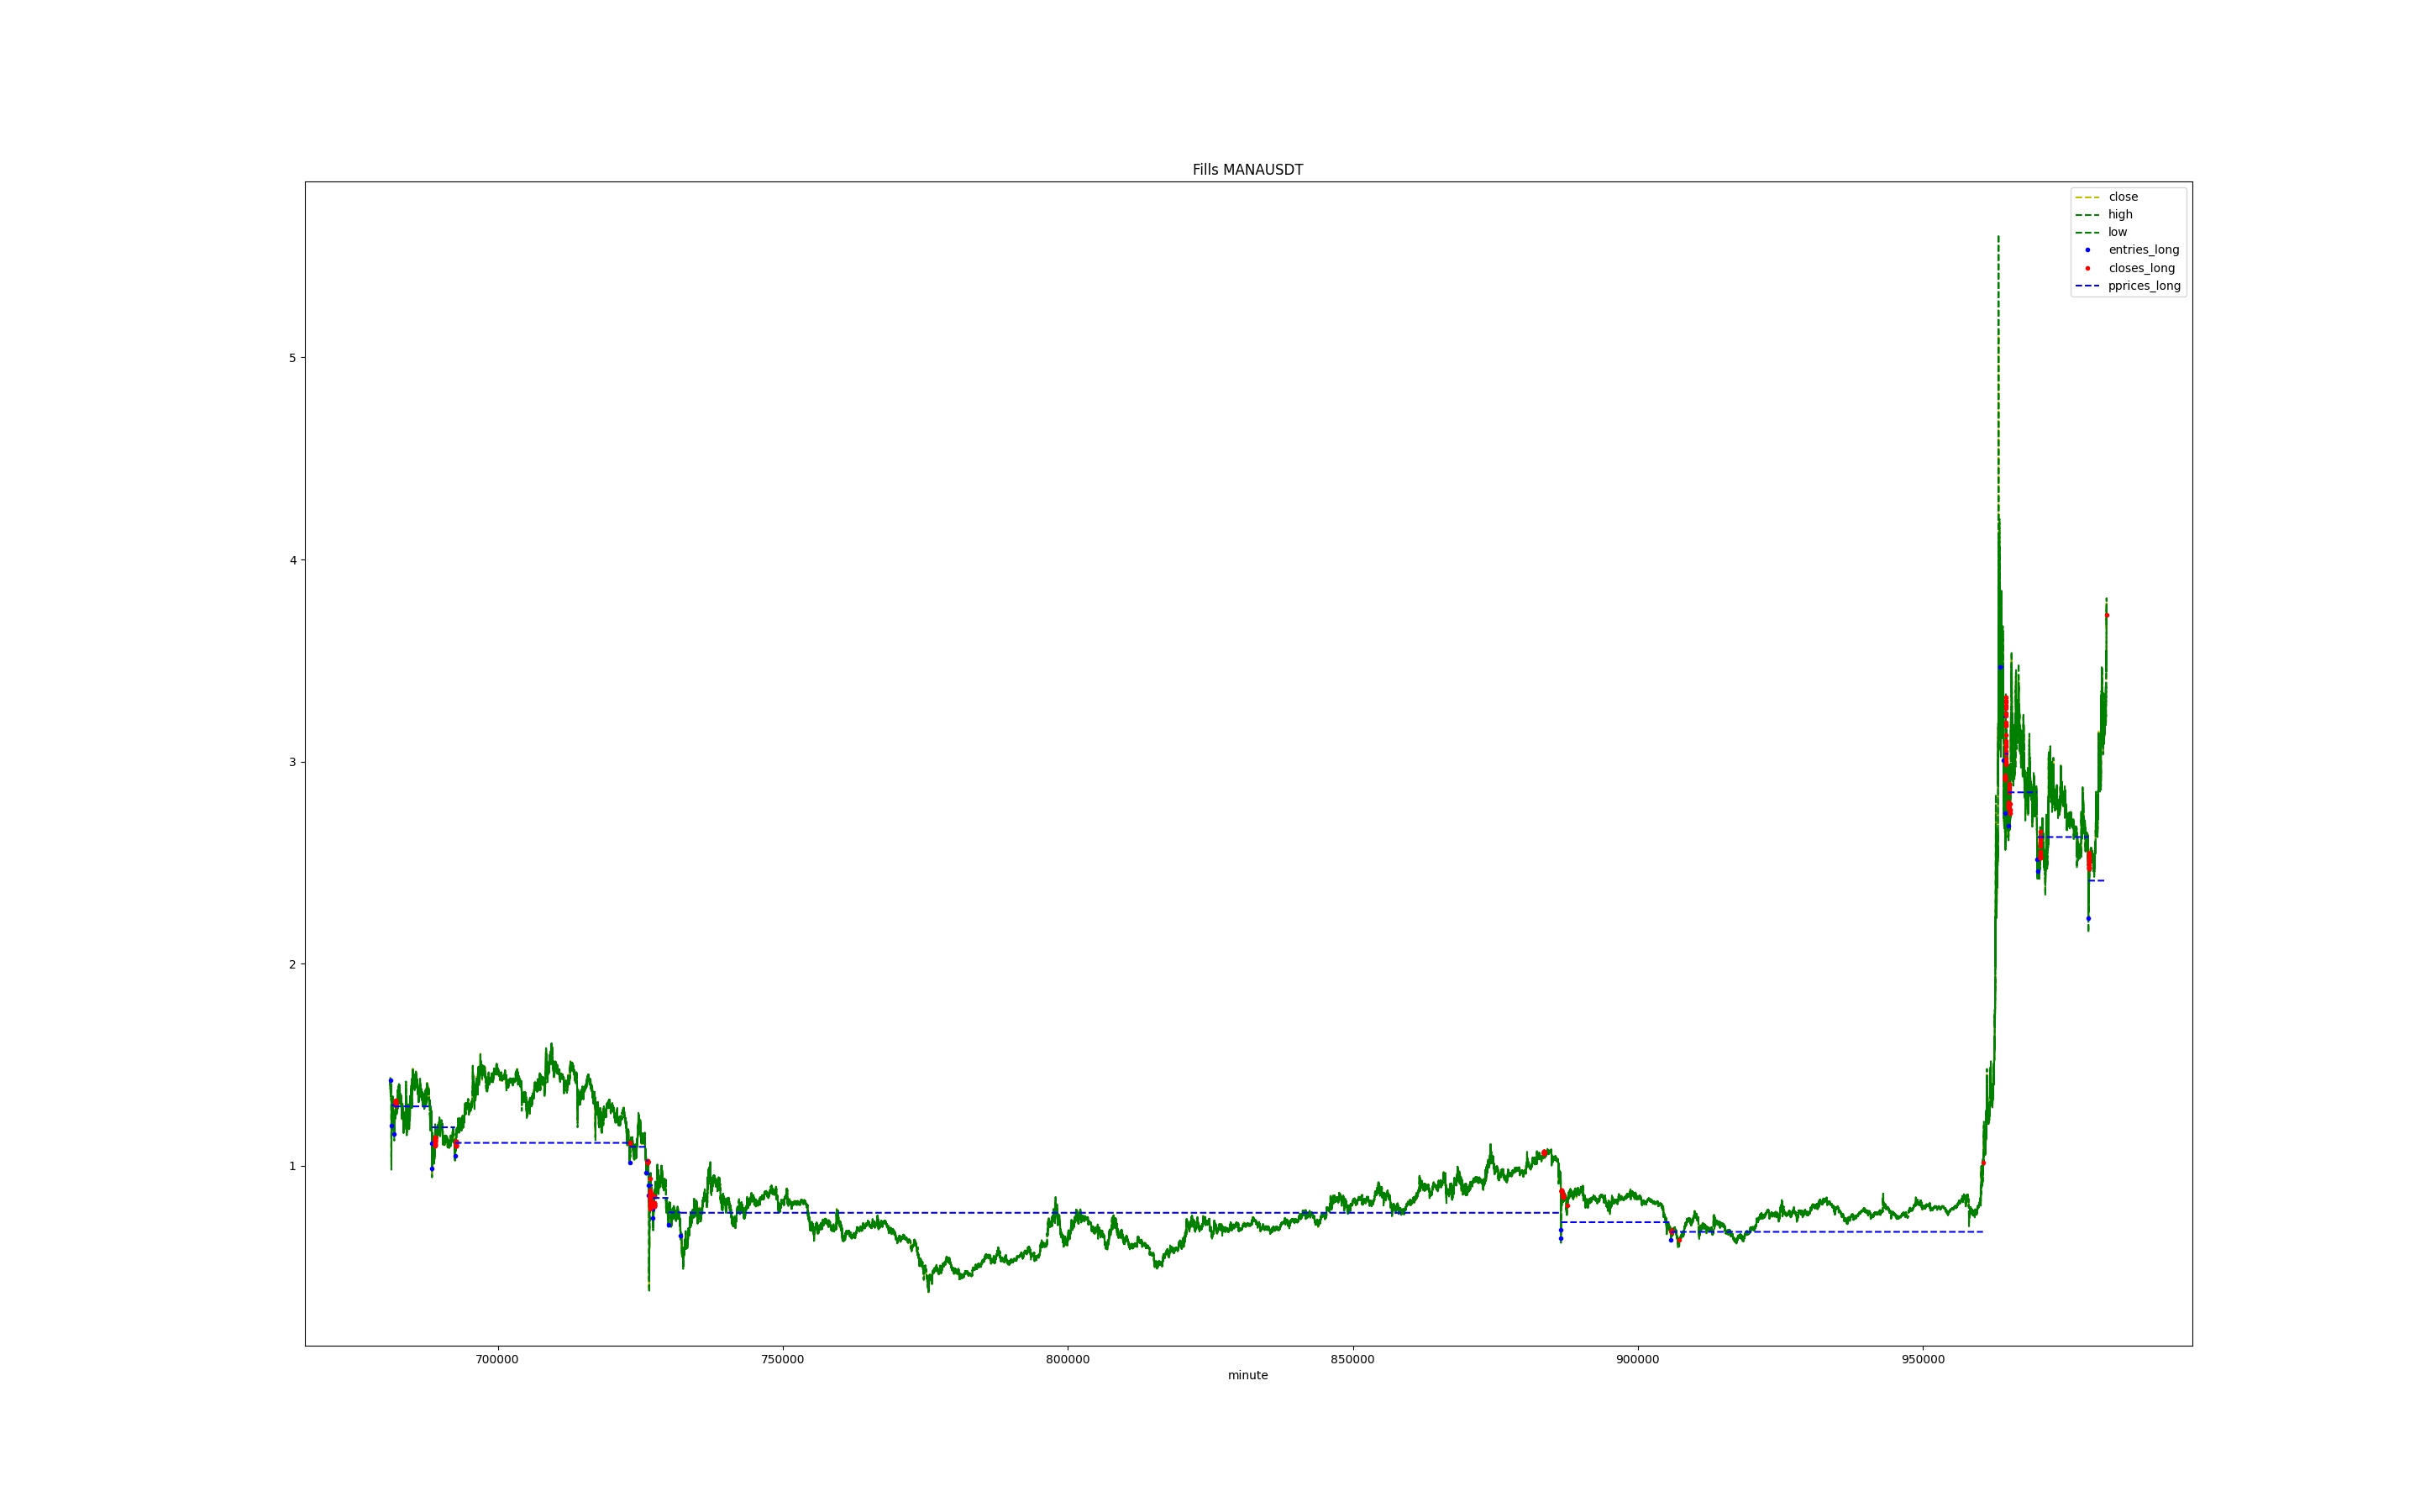 Fills MANAUSDT
close
high
low
entries_long
closes_long
pprices_long
5
4
3
2
1
700000 750000 800000 850000 900000 950000
minute